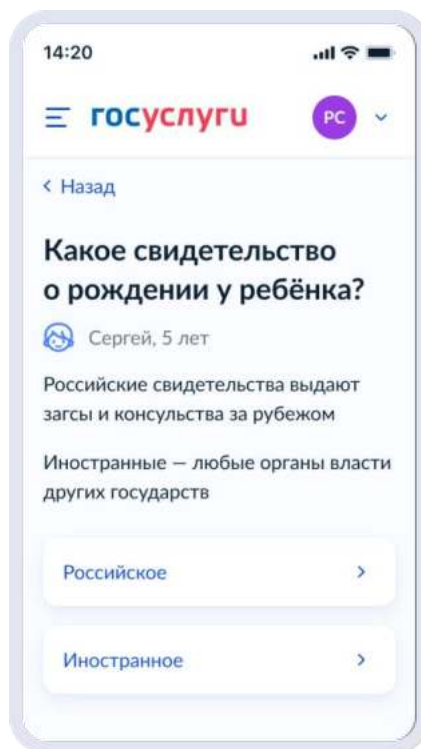 14:20
госуслуги
РС
Назад
Какое свидетельство
о рождении у ребёнка?
Сергей, 5 лет
Российские свидетельства выдают
загсы и консульства за рубежом
Иностранные — любые органы власти
других государств
Российское
Иностранное